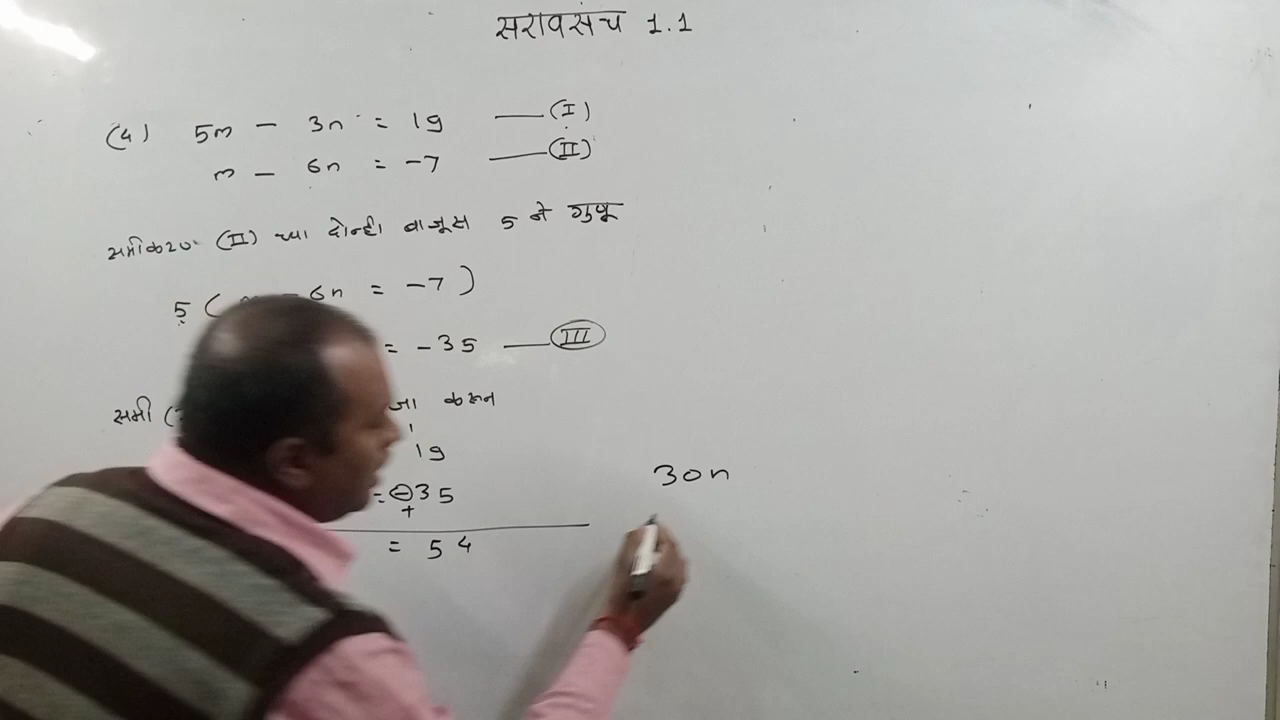 सरावसंच 1.1
(4) 5m - 3n = 19 — (I)
m - 6n = -7 — (II)
समीकरण (II) च्या दोन्ही बाजूस 5 ने गुणू
5 ( - 6n = -7 )
= -35 — (III)
समी ( करून
19
= -35
30n
+
= 54